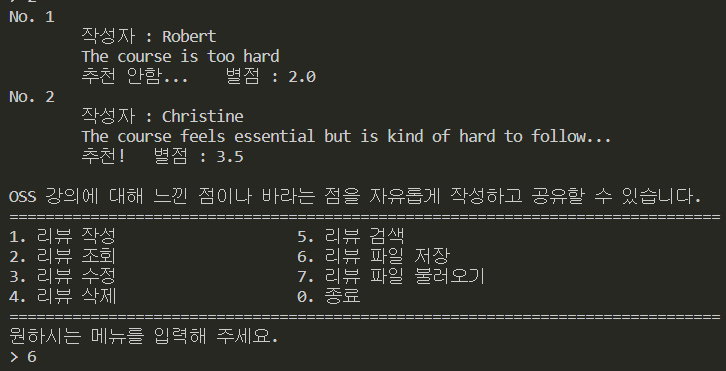 No. 1
작성자 : Robert
The course is too hard
추천 안함... 별점 : 2.0
No. 2
작성자 : Christine
The course feels essential but is kind of hard to follow...
추천! 별점 : 3.5
OSS 강의에 대해 느낀 점이나 바라는 점을 자유롭게 작성하고 공유할 수 있습니다.
================================================================================
1. 리뷰 작성 5. 리뷰 검색
2. 리뷰 조회 6. 리뷰 파일 저장
3. 리뷰 수정 7. 리뷰 파일 불러오기
4. 리뷰 삭제 0. 종료
================================================================================
원하시는 메뉴를 입력해 주세요.
> 6